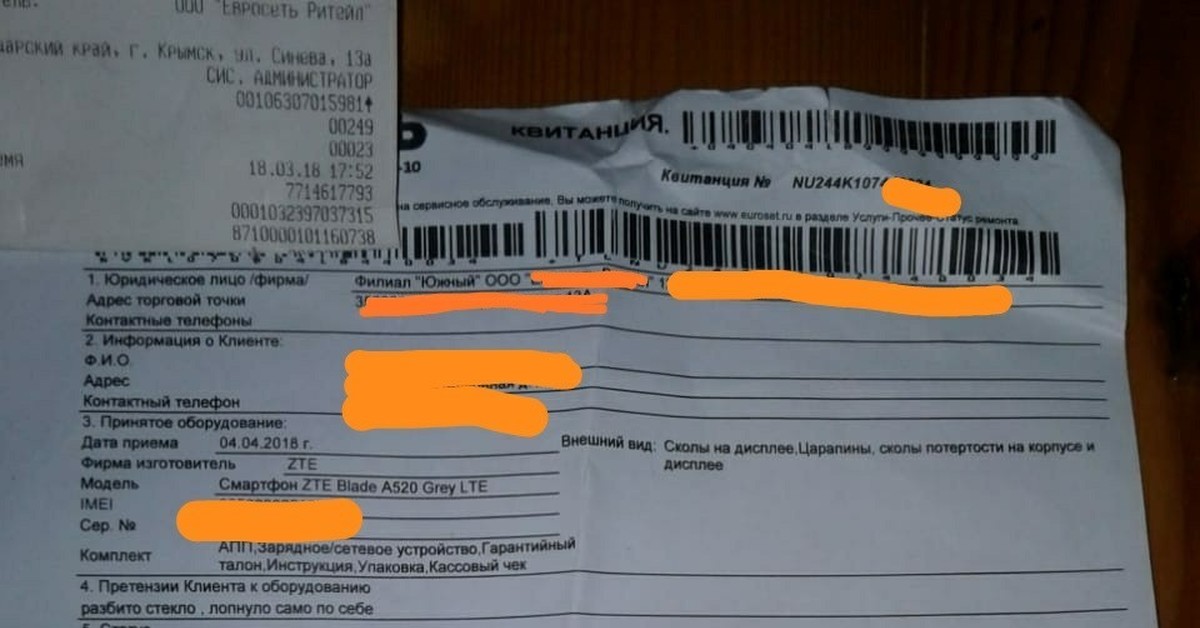 ООО "Евросеть Ритейл"
край, г. Крымск, ул. Синева, 13а
СИС. АДМИНИСТРАТОР
00106307015981
00249
00023
18.03.18 17:52
7714617793
0001032397037315
8710000101160738
КВИТАНЦИЯ.
-10
Квитанция № NU244K107
на сервисное обслуживание, Вы можете получить на сайте www.euroset.ru в разделе Услуги-Прочее-Статус ремонта
1. Юридическое лицо /фирма/ Филиал "Южный" ООО "
Адрес торговой точки
Контактные телефоны
2. Информация о Клиенте:
Ф.И.О.
Адрес
Контактный телефон
3. Принятое оборудование:
Дата приема 04.04.2018 г.
Внешний вид: Сколы на дисплее,Царапины, сколы потертости на корпусе и
дисплее
Фирма изготовитель ZTE
Модель Смартфон ZTE Blade A520 Grey LTE
IMEI
Сер. №
Комплект АПП,Зарядное/сетевое устройство,Гарантийный
талон,Инструкция,Упаковка,Кассовый чек
4. Претензии Клиента к оборудованию
разбито стекло , лопнуло само по себе